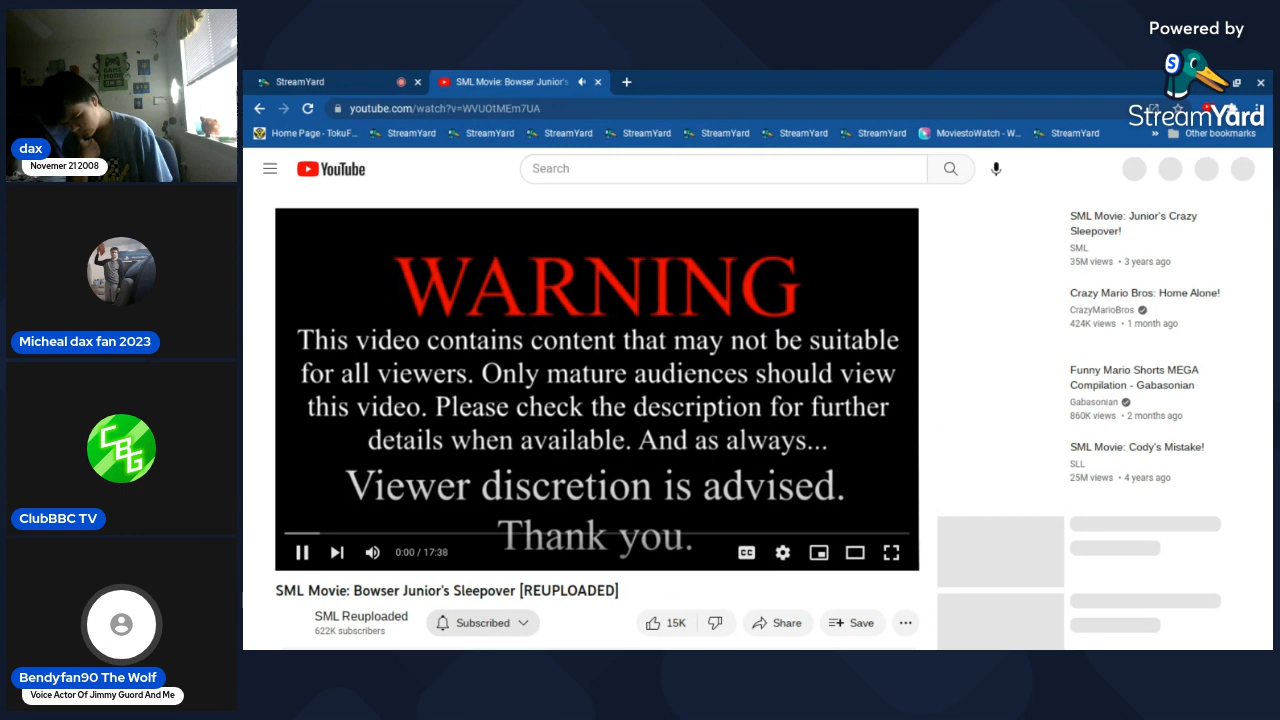 Powered by
StreamYard
dax
Novemer 21 2008
Micheal dax fan 2023
CBG
ClubBBC TV
Bendyfan90 The Wolf
Voice Actor Of Jimmy Guord And Me
StreamYard
SML Movie: Bowser Junior's
youtube.com/watch?v=WVUOtMEm7UA
Home Page - TokuF...
StreamYard
StreamYard
StreamYard
StreamYard
StreamYard
StreamYard
StreamYard
MoviestoWatch - W...
StreamYard
» Other bookmarks
YouTube
Search
WARNING
This video contains content that may not be suitable
for all viewers. Only mature audiences should view
this video. Please check the description for further
details when available. And as always...
Viewer discretion is advised.
Thank you.
0:00 / 17:38
CC
SML Movie: Bowser Junior's Sleepover [REUPLOADED]
SML Reuploaded
622K subscribers
Subscribed
15K
Share
Save
SML Movie: Junior's Crazy
Sleepover!
SML
35M views • 3 years ago
Crazy Mario Bros: Home Alone!
CrazyMarioBros
424K views • 1 month ago
Funny Mario Shorts MEGA
Compilation - Gabasonian
Gabasonian
860K views • 2 months ago
SML Movie: Cody's Mistake!
SLL
25M views • 4 years ago